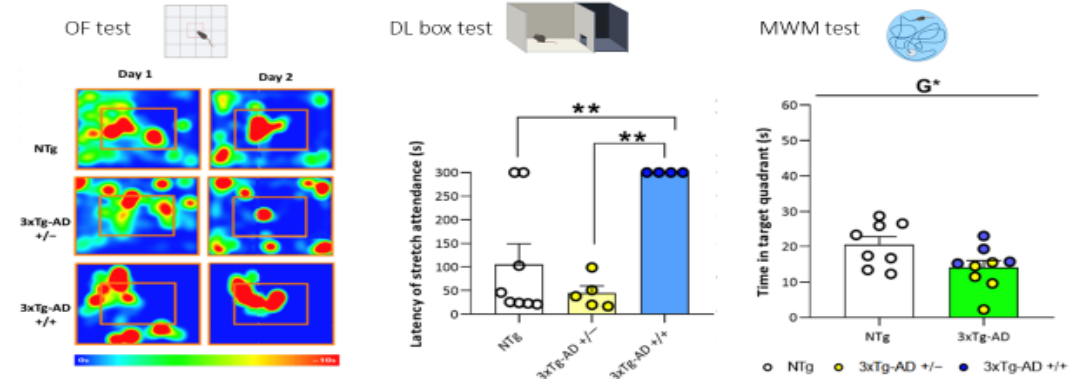 OF test
DL box test
MWM test
Day 1
Day 2
NTg
3xTg-AD
+/−
3xTg-AD
+/+
0s
~10s
Latency of stretch attendance (s)
300
250
200
150
100
50
0
**
**
NTg
3xTg-AD +/−
3xTg-AD +/+
G*
Time in target quadrant (s)
60
50
40
30
20
10
0
NTg
3xTg-AD
NTg
3xTg-AD +/−
3xTg-AD +/+